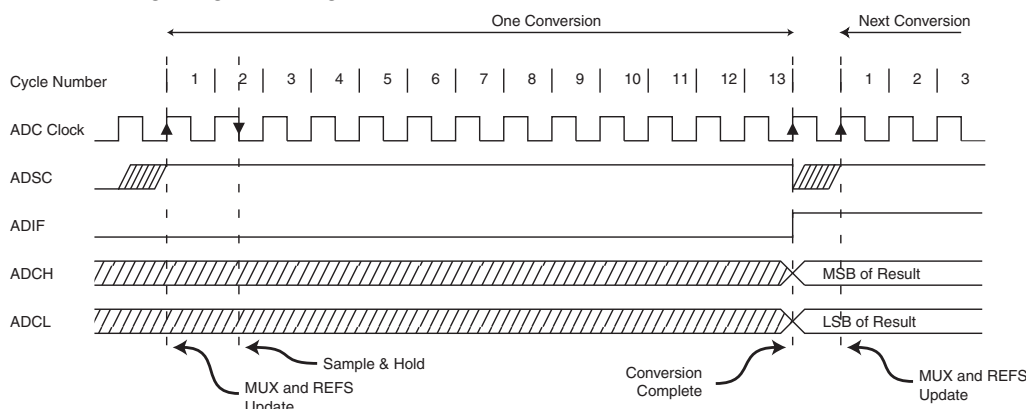 One Conversion
Next Conversion
Cycle Number 1 2 3 4 5 6 7 8 9 10 11 12 13 1 2 3
ADC Clock
ADSC
ADIF
ADCH MSB of Result
ADCL LSB of Result
Sample & Hold
MUX and REFS
Update
Conversion
Complete
MUX and REFS
Update